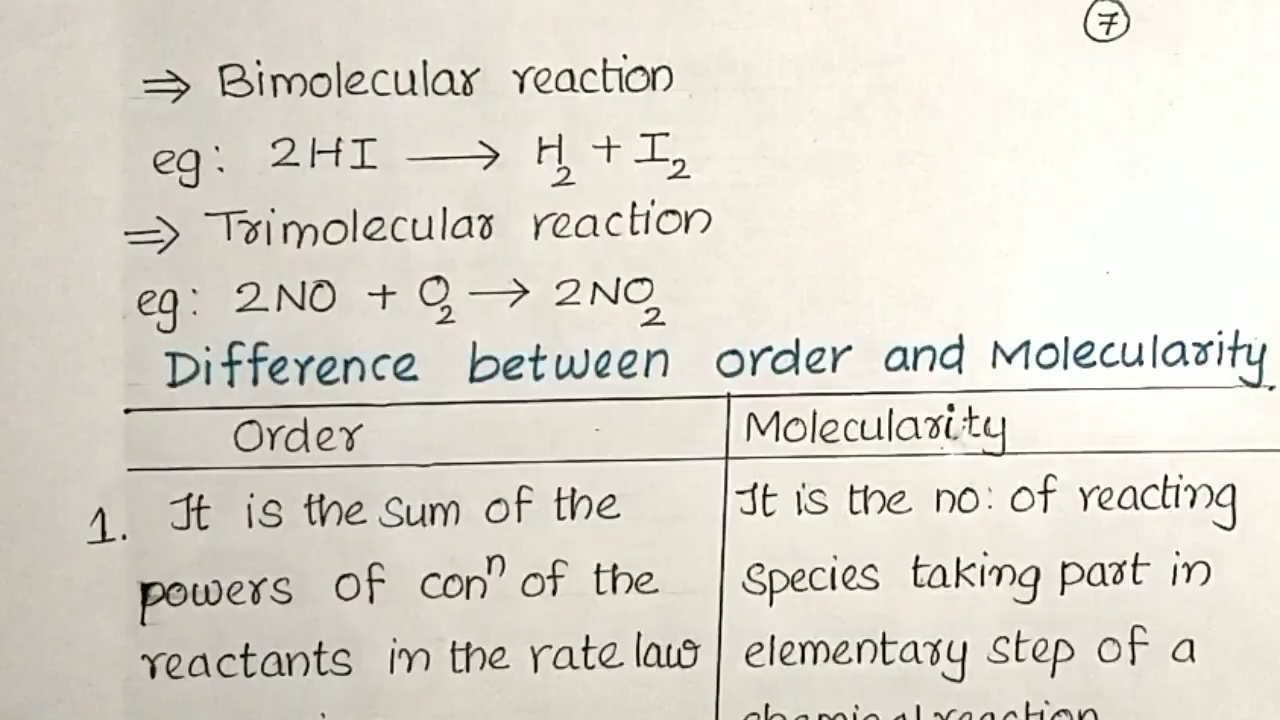 7
⇒ Bimolecular reaction
eg: 2HI ⟶ H₂ + I₂
⇒ Trimolecular reaction
eg: 2NO + O₂ ⟶ 2NO₂
Difference between order and Molecularity
Order
1. It is the sum of the
powers of conⁿ of the
reactants in the rate law
Molecularity
It is the no: of reacting
species taking part in
elementary step of a
chemical reaction